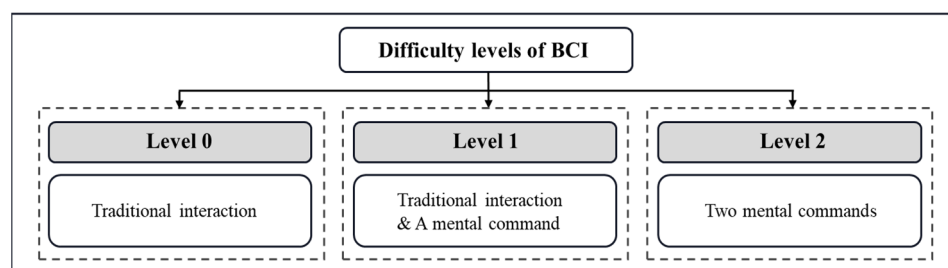 Difficulty levels of BCI
Level 0
Level 1
Level 2
Traditional interaction
Traditional interaction
& A mental command
Two mental commands